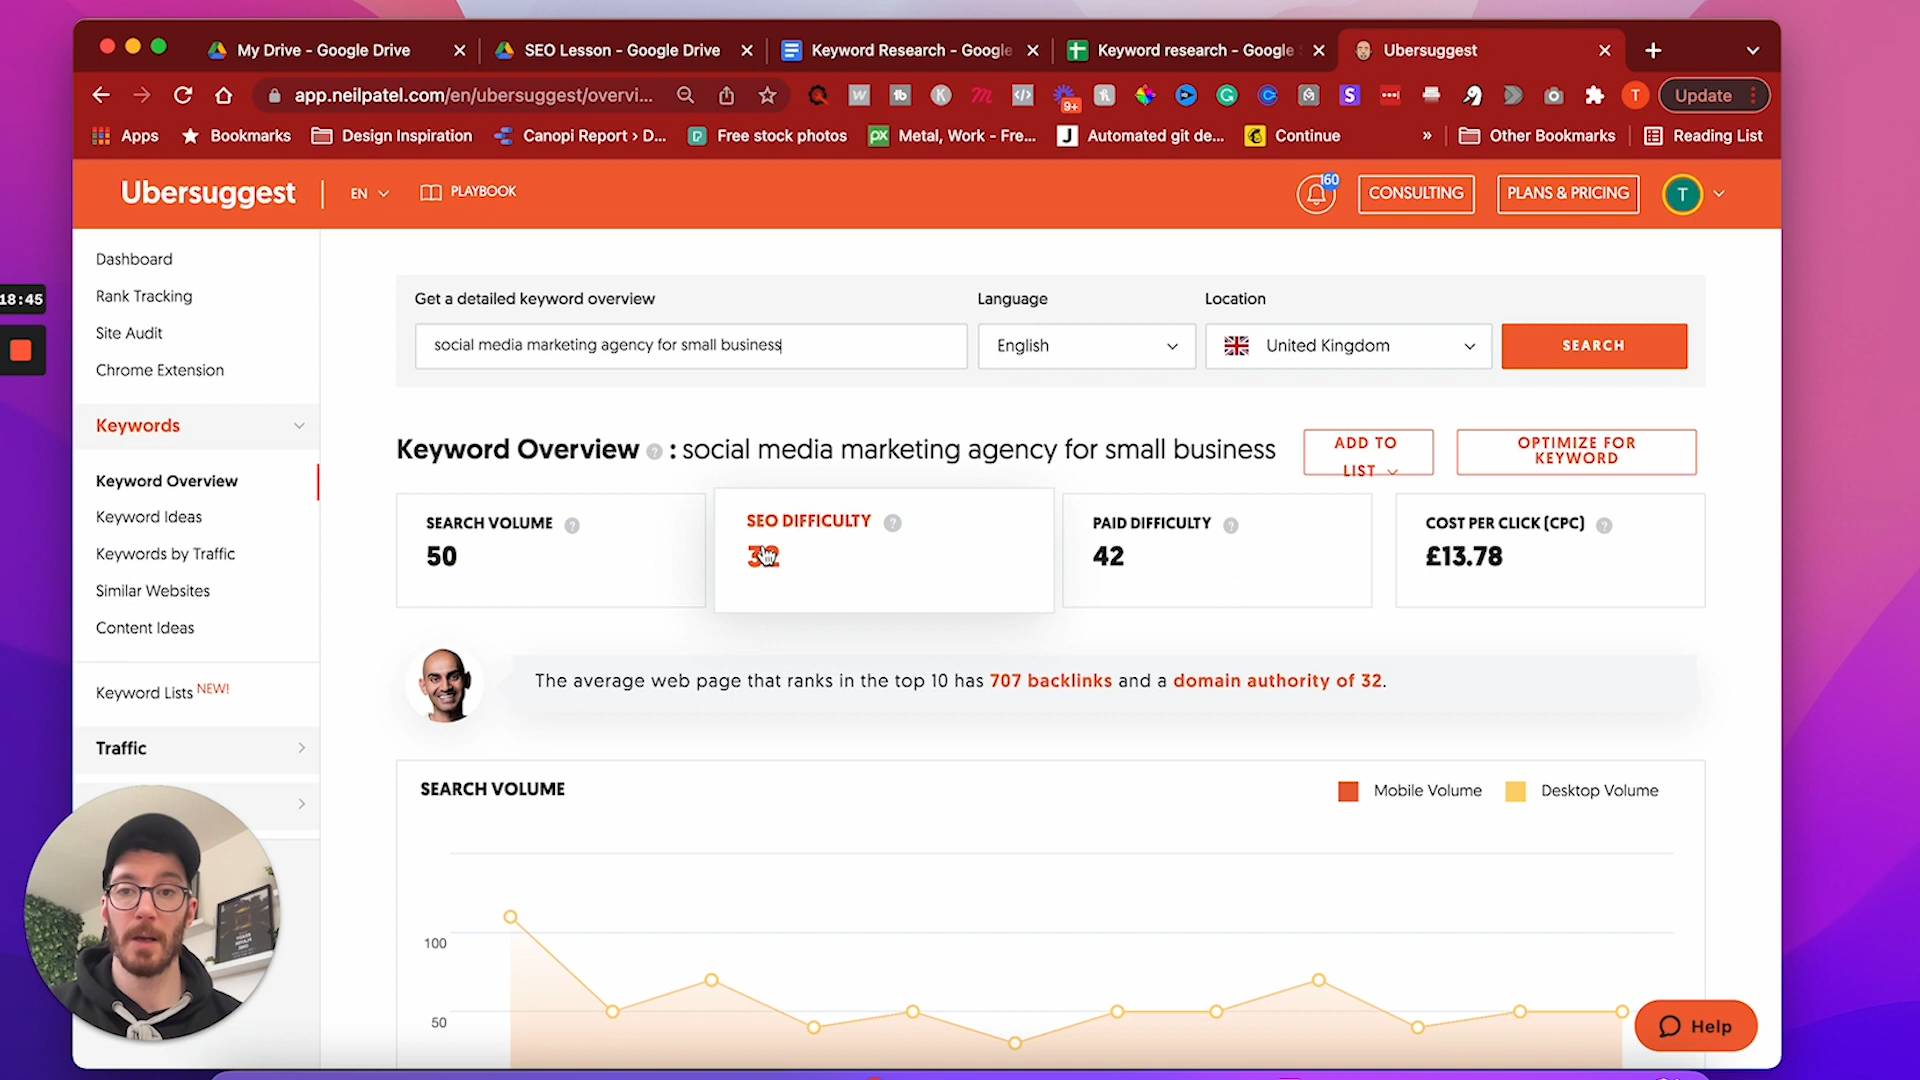 My Drive - Google Drive
SEO Lesson - Google Drive
Keyword Research - Google
Keyword research - Google
Ubersuggest
app.neilpatel.com/en/ubersuggest/overvi...
9+
T
Update
Apps
Bookmarks
Design Inspiration
Canopi Report › D...
Free stock photos
Metal, Work - Fre...
Automated git de...
Continue
»
Other Bookmarks
Reading List
Ubersuggest
EN
PLAYBOOK
160
CONSULTING
PLANS & PRICING
T
Dashboard
Rank Tracking
Site Audit
Chrome Extension
Keywords
Keyword Overview
Keyword Ideas
Keywords by Traffic
Similar Websites
Content Ideas
Keyword Lists NEW!
Traffic
18:45
Get a detailed keyword overview
Language
Location
social media marketing agency for small business
English
United Kingdom
SEARCH
Keyword Overview ? : social media marketing agency for small business
ADD TO LIST
OPTIMIZE FOR KEYWORD
SEARCH VOLUME ?
50
SEO DIFFICULTY ?
32
PAID DIFFICULTY ?
42
COST PER CLICK (CPC) ?
£13.78
The average web page that ranks in the top 10 has 707 backlinks and a domain authority of 32.
SEARCH VOLUME
Mobile Volume
Desktop Volume
100
50
Help